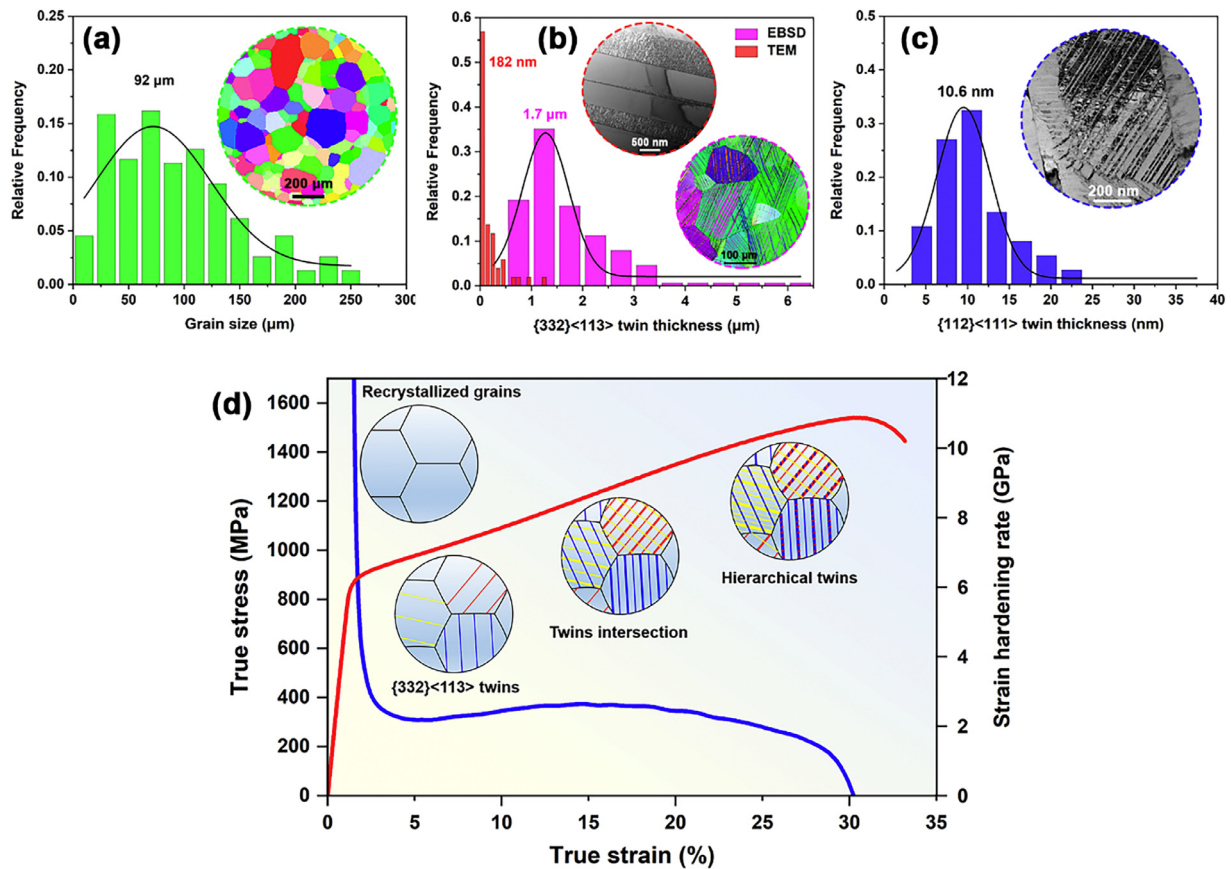 (a)
92 µm
200 µm
Relative Frequency
0.25
0.20
0.15
0.10
0.05
0.00
0
50
100
150
200
250
300
Grain size (µm)
(b)
EBSD
TEM
182 nm
1.7 µm
500 nm
100 µm
Relative Frequency
0.6
0.5
0.4
0.3
0.2
0.1
0.0
0
1
2
3
4
5
6
{332}<113> twin thickness (µm)
(c)
10.6 nm
200 nm
Relative Frequency
0.5
0.4
0.3
0.2
0.1
0.0
0
5
10
15
20
25
30
35
40
{112}<111> twin thickness (nm)
(d)
Recrystallized grains
{332}<113> twins
Twins intersection
Hierarchical twins
True stress (MPa)
1600
1400
1200
1000
800
600
400
200
0
0
5
10
15
20
25
30
35
True strain (%)
12
10
8
6
4
2
0
Strain hardening rate (GPa)